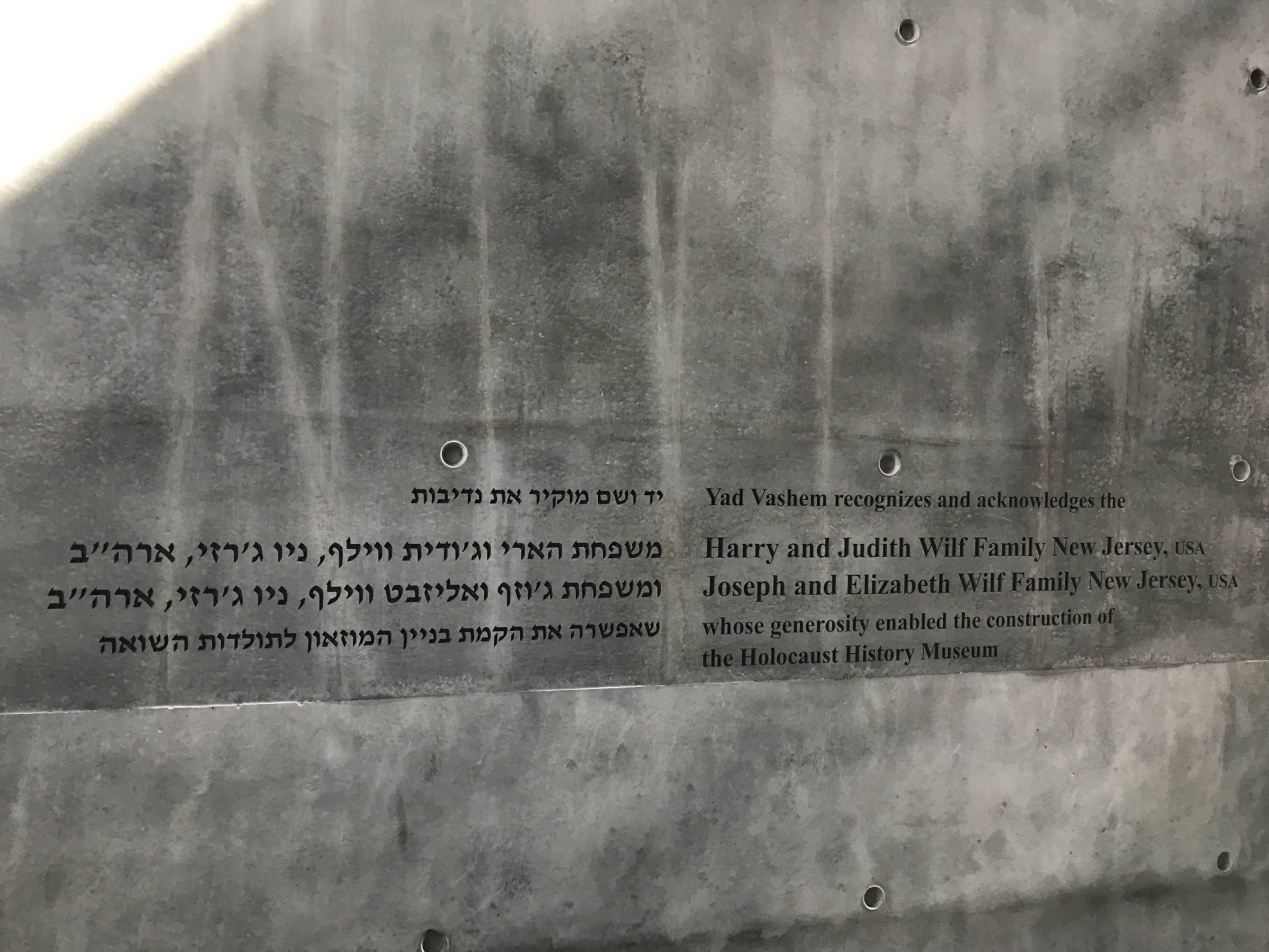 יד ושם מוקיר את נדיבות
משפחת הארי וג'ודית ווילף, ניו ג'רזי, ארה''ב
ומשפחת ג'וזף ואליזבט ווילף, ניו ג'רזי, ארה''ב
שאפשרה את הקמת בניין המוזאון לתולדות השואה
Yad Vashem recognizes and acknowledges the
Harry and Judith Wilf Family New Jersey, USA
Joseph and Elizabeth Wilf Family New Jersey, USA
whose generosity enabled the construction of
the Holocaust History Museum